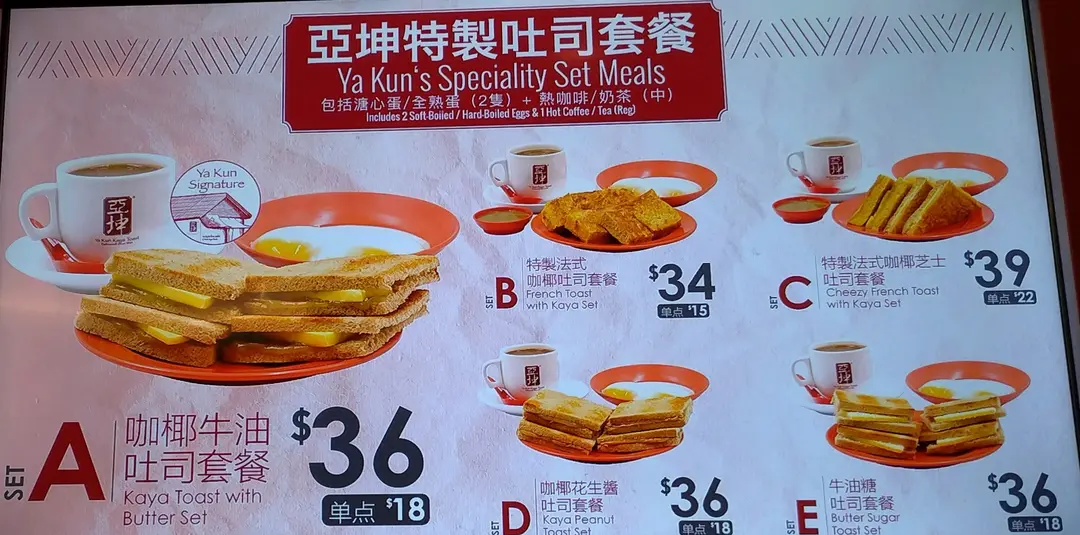 亞坤特製吐司套餐
Ya Kun's Speciality Set Meals
包括溏心蛋/全熟蛋（2隻）+ 熱咖啡/奶茶（中）
Includes 2 Soft-Boiled / Hard-Boiled Eggs & 1 Hot Coffee / Tea (Reg)
Ya Kun
Signature
亞坤
Ya Kun Kaya Toast
SET A
咖椰牛油
吐司套餐
Kaya Toast with
Butter Set
$36
单点 $18
SET B
特製法式
咖椰吐司套餐
French Toast
with Kaya Set
$34
单点 $15
SET C
特製法式咖椰芝士
吐司套餐
Cheezy French Toast
with Kaya Set
$39
单点 $22
SET D
咖椰花生醬
吐司套餐
Kaya Peanut
Toast Set
$36
单点 $18
SET E
牛油糖
吐司套餐
Butter Sugar
Toast Set
$36
单点 $18